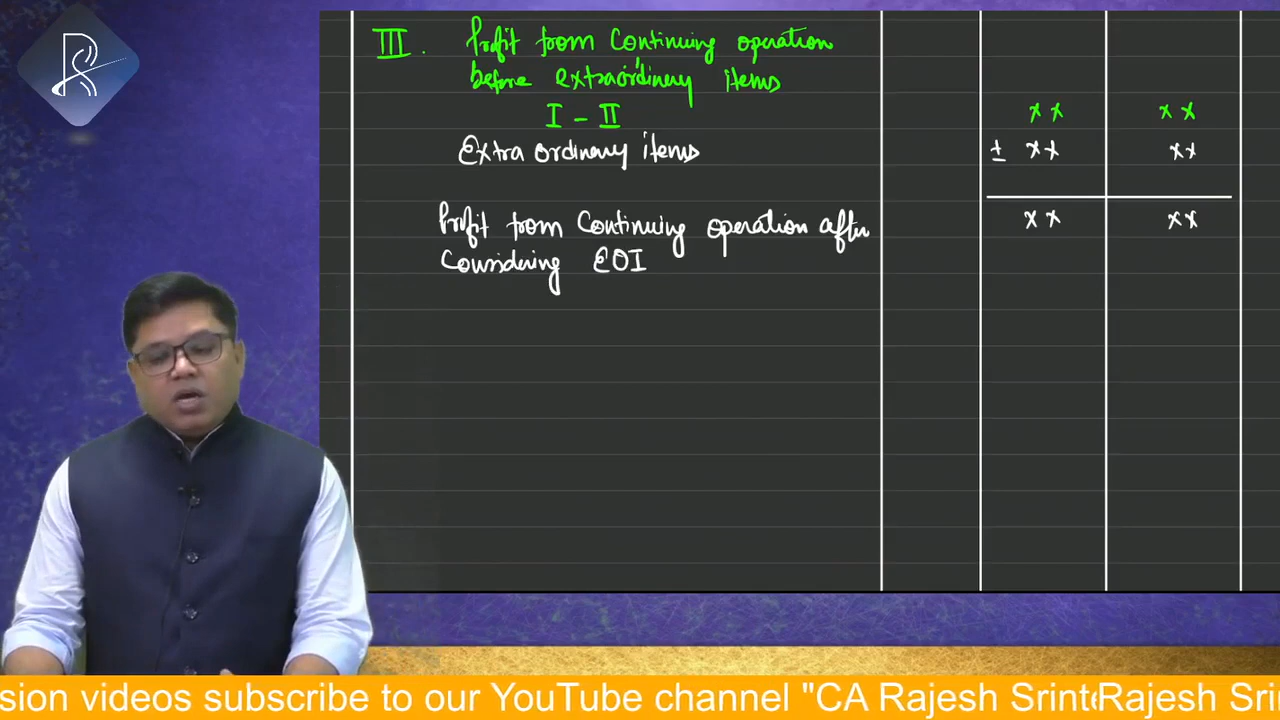 III. Profit from Continuing operation
before extraordinary items
I - II
xx xx
Extra ordinary items ± xx xx
Profit from Continuing operation after xx xx
Considering EOI
sion videos subscribe to our YouTube channel "CA Rajesh Srinte Rajesh Sri